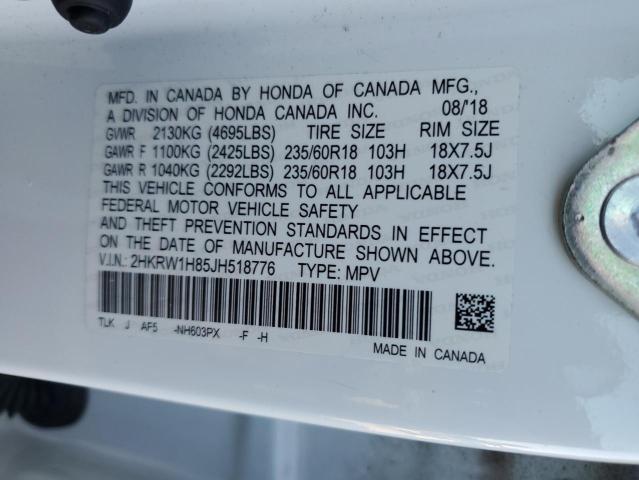 MFD. IN CANADA BY HONDA OF CANADA MFG.,
A DIVISION OF HONDA CANADA INC. 08/'18
GVWR 2130KG (4695LBS) TIRE SIZE RIM SIZE
GAWR F 1100KG (2425LBS) 235/60R18 103H 18X7.5J
GAWR R 1040KG (2292LBS) 235/60R18 103H 18X7.5J
THIS VEHICLE CONFORMS TO ALL APPLICABLE
FEDERAL MOTOR VEHICLE SAFETY
AND THEFT PREVENTION STANDARDS IN EFFECT
ON THE DATE OF MANUFACTURE SHOWN ABOVE.
V.I.N.: 2HKRW1H85JH518776 TYPE: MPV
TLK J AF5 -NH603PX -F -H
MADE IN CANADA